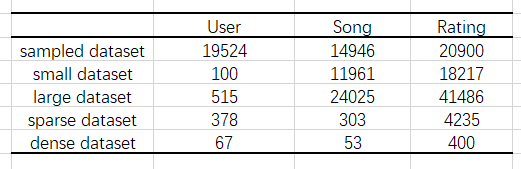 User Song Rating
sampled dataset 19524 14946 20900
small dataset 100 11961 18217
large dataset 515 24025 41486
sparse dataset 378 303 4235
dense dataset 67 53 400